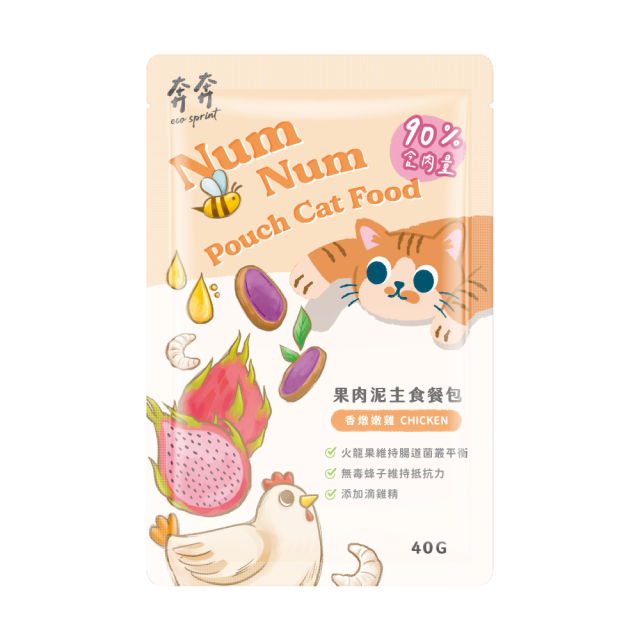 奔奔
eco sprint
Num
Num
Pouch Cat Food
90%
含肉量
果肉泥主食餐包
香燉嫩雞 CHICKEN
火龍果維持腸道菌叢平衡
無毒蜂子維持抵抗力
添加滴雞精
40G